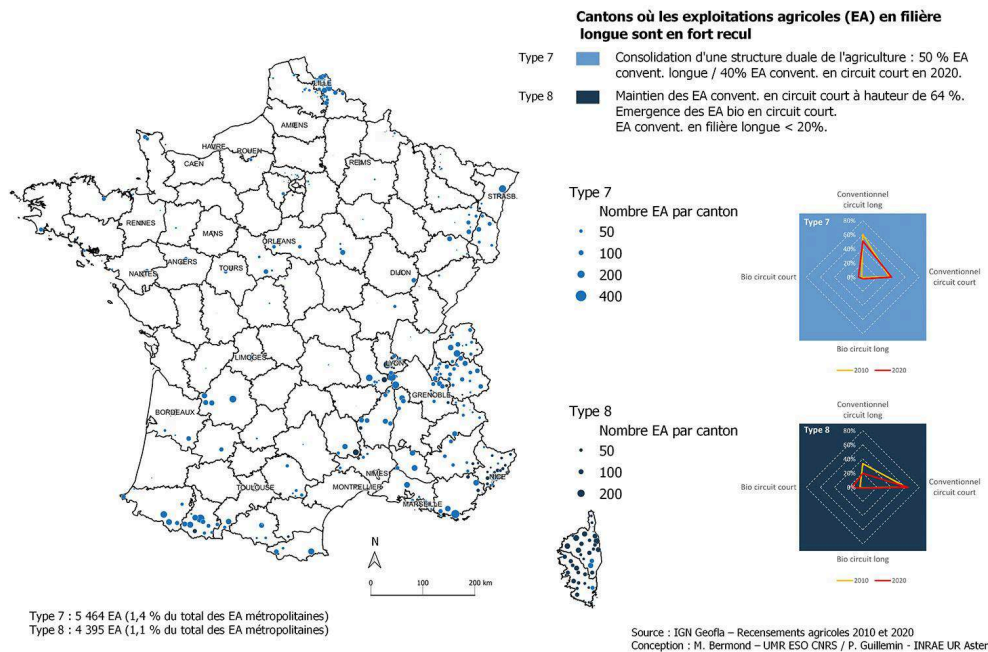 Cantons où les exploitations agricoles (EA) en filière
longue sont en fort recul
Type 7
Consolidation d'une structure duale de l'agriculture : 50 % EA
convent. longue / 40% EA convent. en circuit court en 2020.
Type 8
Maintien des EA convent. en circuit court à hauteur de 64 %.
Emergence des EA bio en circuit court.
EA convent. en filière longue < 20%.
LILLE
AMIENS
HAVRE
ROUEN
CAEN
REIMS
STRASB.
RENNES
MANS
ORLEANS
ANGERS
TOURS
NANTES
DIJON
LIMOGES
LYON
GRENOBLE
BORDEAUX
NIMES
NICE
TOULOUSE
MONTPELLIER
MARSEILLE
N
0
100
200 km
Type 7
Nombre EA par canton
50
100
200
400
Conventionnel
circuit long
Type 7
80%
60%
40%
20%
0%
Bio circuit court
Conventionnel
circuit court
Bio circuit long
2010
2020
Type 8
Nombre EA par canton
50
100
200
Conventionnel
circuit long
Type 8
80%
60%
40%
20%
0%
Bio circuit court
Conventionnel
circuit court
Bio circuit long
2010
2020
Type 7 : 5 464 EA (1,4 % du total des EA métropolitaines)
Type 8 : 4 395 EA (1,1 % du total des EA métropolitaines)
Source : IGN Geofla – Recensements agricoles 2010 et 2020
Conception : M. Bermond – UMR ESO CNRS / P. Guillemin - INRAE UR Aster